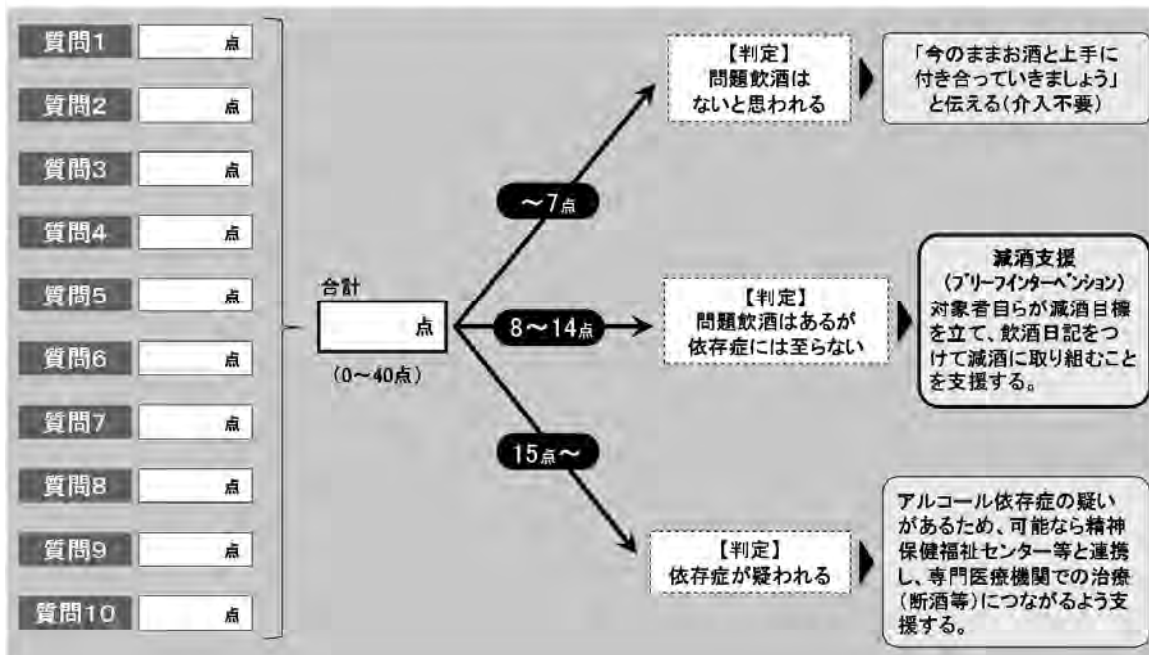 質問1 点
質問2 点
質問3 点
質問4 点
質問5 点
質問6 点
質問7 点
質問8 点
質問9 点
質問10 点
合計
点
(0～40点)
～7点
【判定】
問題飲酒は
ないと思われる
「今のままお酒と上手に
付き合っていきましょう」
と伝える(介入不要)
8～14点
【判定】
問題飲酒はあるが
依存症には至らない
減酒支援
(ブリーフインターベンション)
対象者自らが減酒目標
を立て、飲酒日記をつ
けて減酒に取り組むこと
を支援する。
15点～
【判定】
依存症が疑われる
アルコール依存症の疑い
があるため、可能なら精神
保健福祉センター等と連携
し、専門医療機関での治療
(断酒等)につながるよう支
援する。